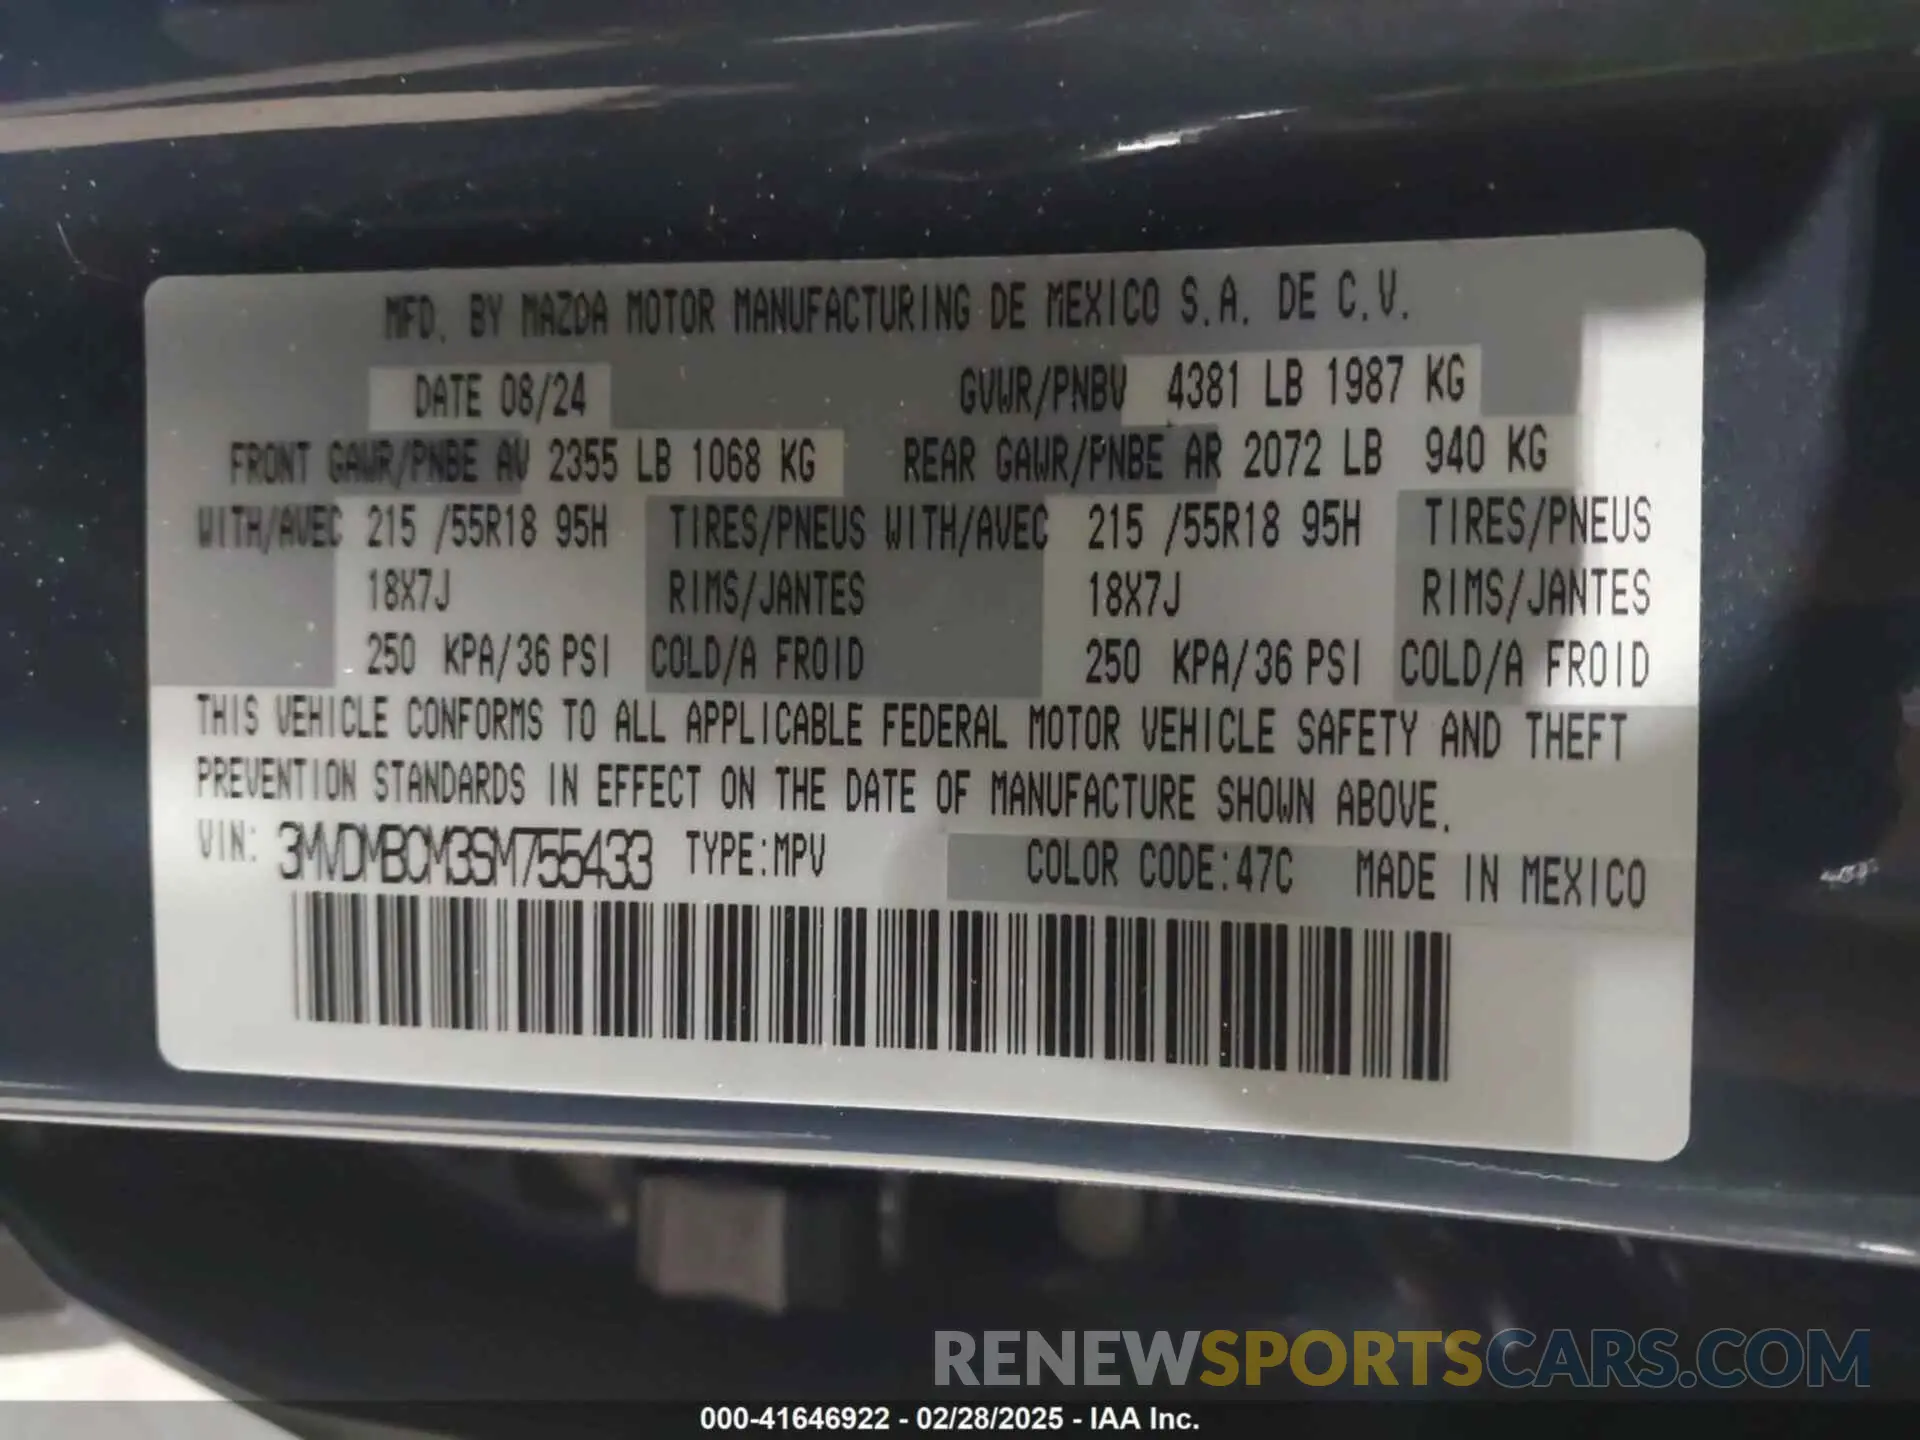 MFD. BY MAZDA MOTOR MANUFACTURING DE MEXICO S.A. DE C.V.
DATE 08/24 GVWR/PNBV 4381 LB 1987 KG
FRONT GAWR/PNBE AV 2355 LB 1068 KG REAR GAWR/PNBE AR 2072 LB 940 KG
WITH/AVEC 215 /55R18 95H TIRES/PNEUS WITH/AVEC 215 /55R18 95H TIRES/PNEUS
18X7J RIMS/JANTES 18X7J RIMS/JANTES
250 KPA/36 PSI COLD/A FROID 250 KPA/36 PSI COLD/A FROID
THIS VEHICLE CONFORMS TO ALL APPLICABLE FEDERAL MOTOR VEHICLE SAFETY AND THEFT
PREVENTION STANDARDS IN EFFECT ON THE DATE OF MANUFACTURE SHOWN ABOVE.
VIN: 3MVDMBCM3SM755433 TYPE:MPV COLOR CODE:47C MADE IN MEXICO
RENEWSPORTSCARS.COM
000-41646922 - 02/28/2025 - IAA Inc.